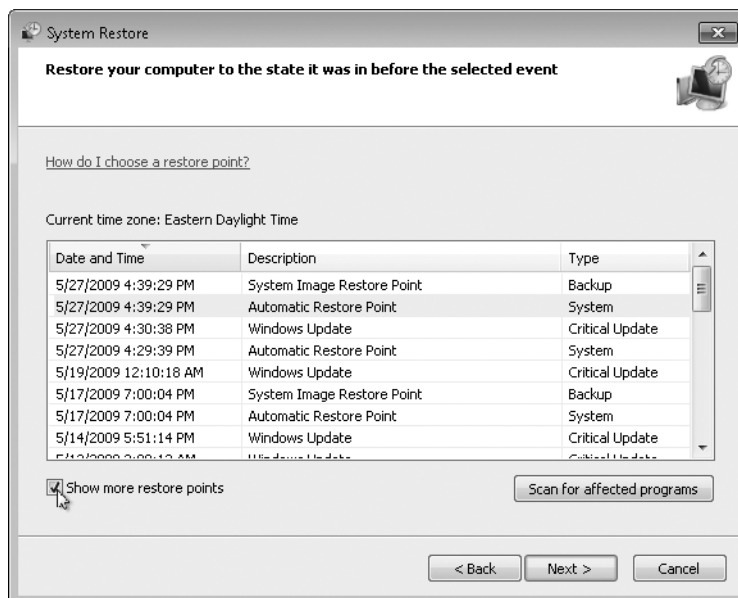 System Restore
Restore your computer to the state it was in before the selected event
How do I choose a restore point?
Current time zone: Eastern Daylight Time
Date and Time Description Type
5/27/2009 4:39:29 PM System Image Restore Point Backup
5/27/2009 4:39:29 PM Automatic Restore Point System
5/27/2009 4:30:38 PM Windows Update Critical Update
5/27/2009 4:29:39 PM Automatic Restore Point System
5/19/2009 12:10:18 AM Windows Update Critical Update
5/17/2009 7:00:04 PM System Image Restore Point Backup
5/17/2009 7:00:04 PM Automatic Restore Point System
5/14/2009 5:51:14 PM Windows Update Critical Update
Windows Update Critical Update
Show more restore points Scan for affected programs
< Back Next > Cancel